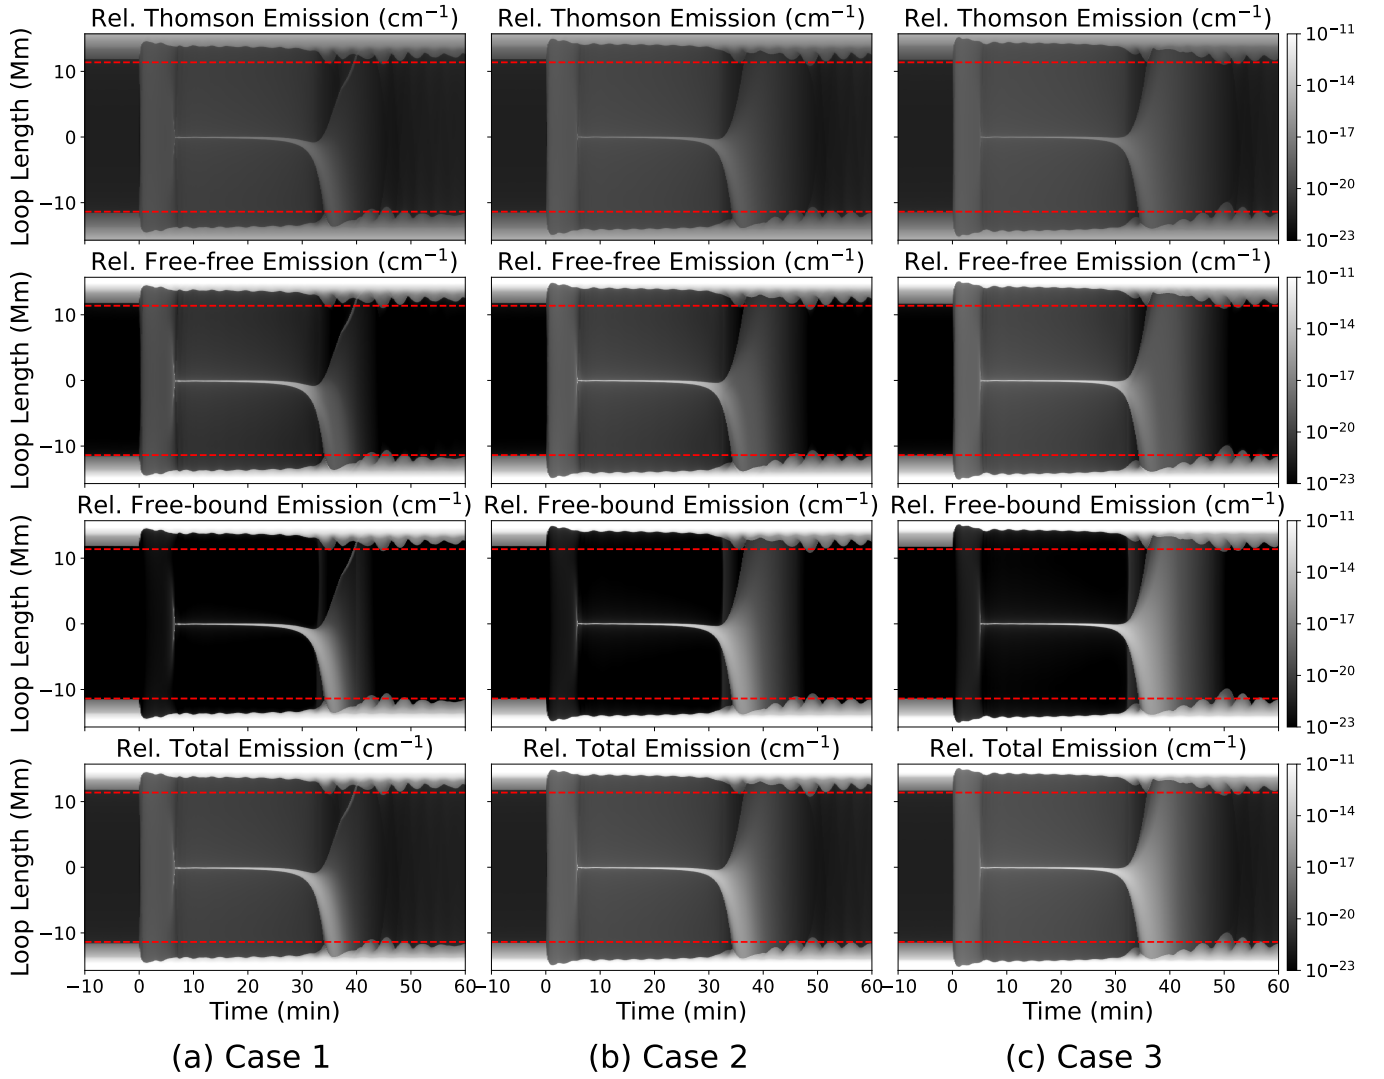 Rel. Thomson Emission (cm⁻¹) Rel. Thomson Emission (cm⁻¹) Rel. Thomson Emission (cm⁻¹)
Loop Length (Mm)
10
0
−10
10⁻¹¹
10⁻¹⁴
10⁻¹⁷
10⁻²⁰
10⁻²³
Rel. Free-free Emission (cm⁻¹) Rel. Free-free Emission (cm⁻¹) Rel. Free-free Emission (cm⁻¹)
Loop Length (Mm)
10
0
−10
10⁻¹¹
10⁻¹⁴
10⁻¹⁷
10⁻²⁰
10⁻²³
Rel. Free-bound Emission (cm⁻¹) Rel. Free-bound Emission (cm⁻¹) Rel. Free-bound Emission (cm⁻¹)
Loop Length (Mm)
10
0
−10
10⁻¹¹
10⁻¹⁴
10⁻¹⁷
10⁻²⁰
10⁻²³
Rel. Total Emission (cm⁻¹) Rel. Total Emission (cm⁻¹) Rel. Total Emission (cm⁻¹)
Loop Length (Mm)
10
0
−10
10⁻¹¹
10⁻¹⁴
10⁻¹⁷
10⁻²⁰
10⁻²³
−10 0 10 20 30 40 50 60 −10 0 10 20 30 40 50 60 −10 0 10 20 30 40 50 60
Time (min) Time (min) Time (min)
(a) Case 1 (b) Case 2 (c) Case 3